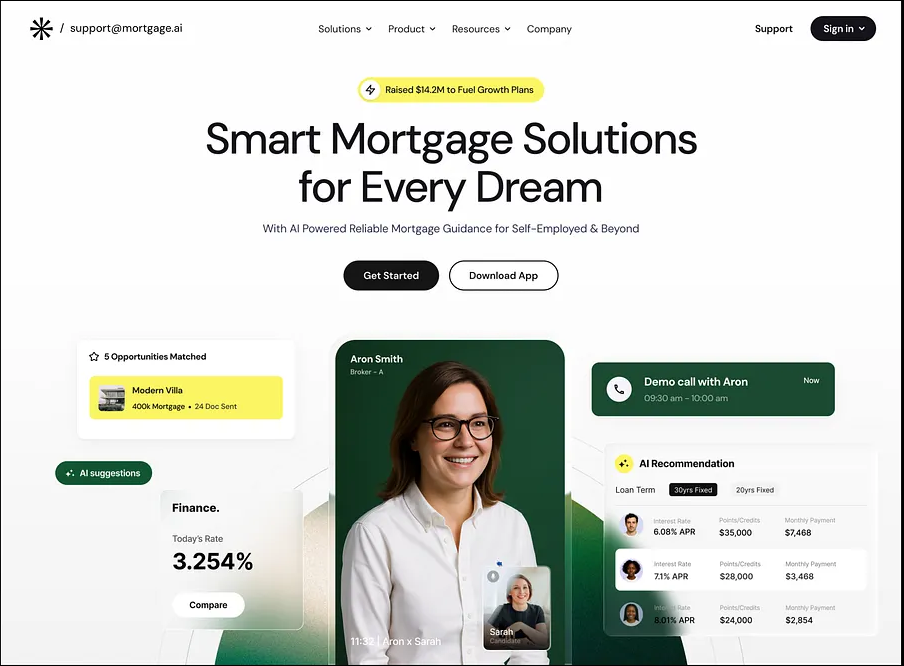 / support@mortgage.ai
Solutions
Product
Resources
Company
Support
Sign in
Raised $14.2M to Fuel Growth Plans
Smart Mortgage Solutions
for Every Dream
With AI Powered Reliable Mortgage Guidance for Self-Employed & Beyond
Get Started
Download App
5 Opportunities Matched
Modern Villa
400k Mortgage • 24 Doc Sent
AI suggestions
Finance.
Today's Rate
3.254%
Compare
Aron Smith
Broker - A
11:32 | Aron x Sarah
Sarah
Candidate
Demo call with Aron
Now
09:30 am - 10:00 am
AI Recommendation
Loan Term
30yrs Fixed
20yrs Fixed
Interest Rate Points/Credits Monthly Payment
6.08% APR $35,000 $7,468
Interest Rate Points/Credits Monthly Payment
7.1% APR $28,000 $3,468
Interest Rate Points/Credits Monthly Payment
8.01% APR $24,000 $2,854